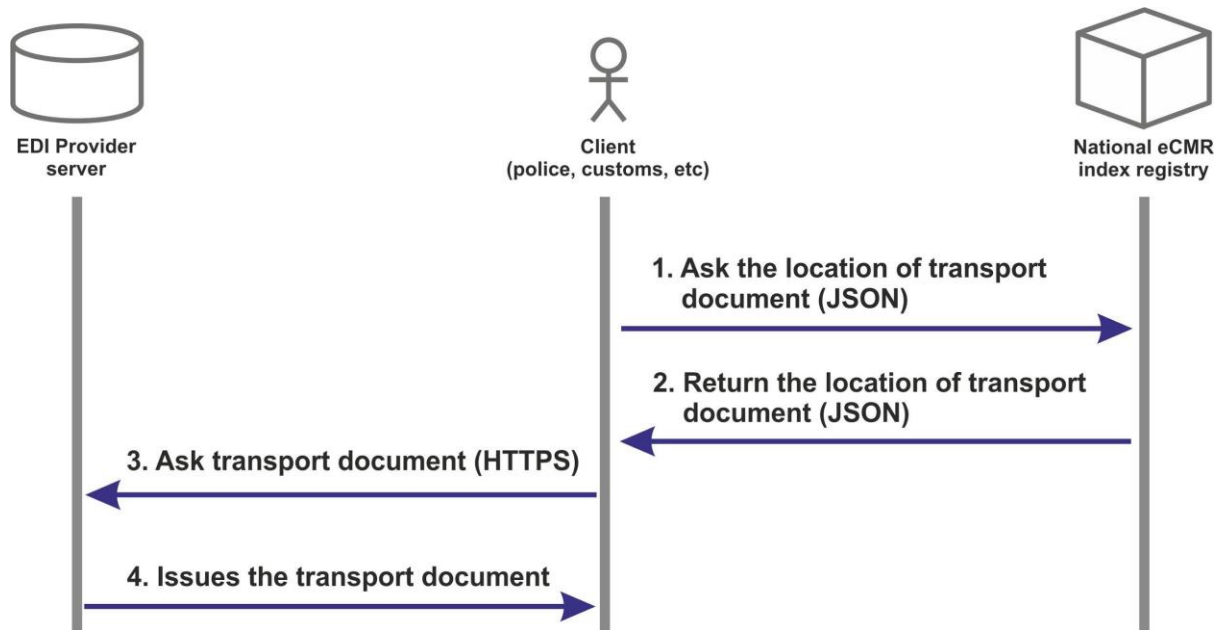 EDI Provider
server
Client
(police, customs, etc)
National eCMR
index registry
1. Ask the location of transport
document (JSON)
2. Return the location of transport
document (JSON)
3. Ask transport document (HTTPS)
4. Issues the transport document